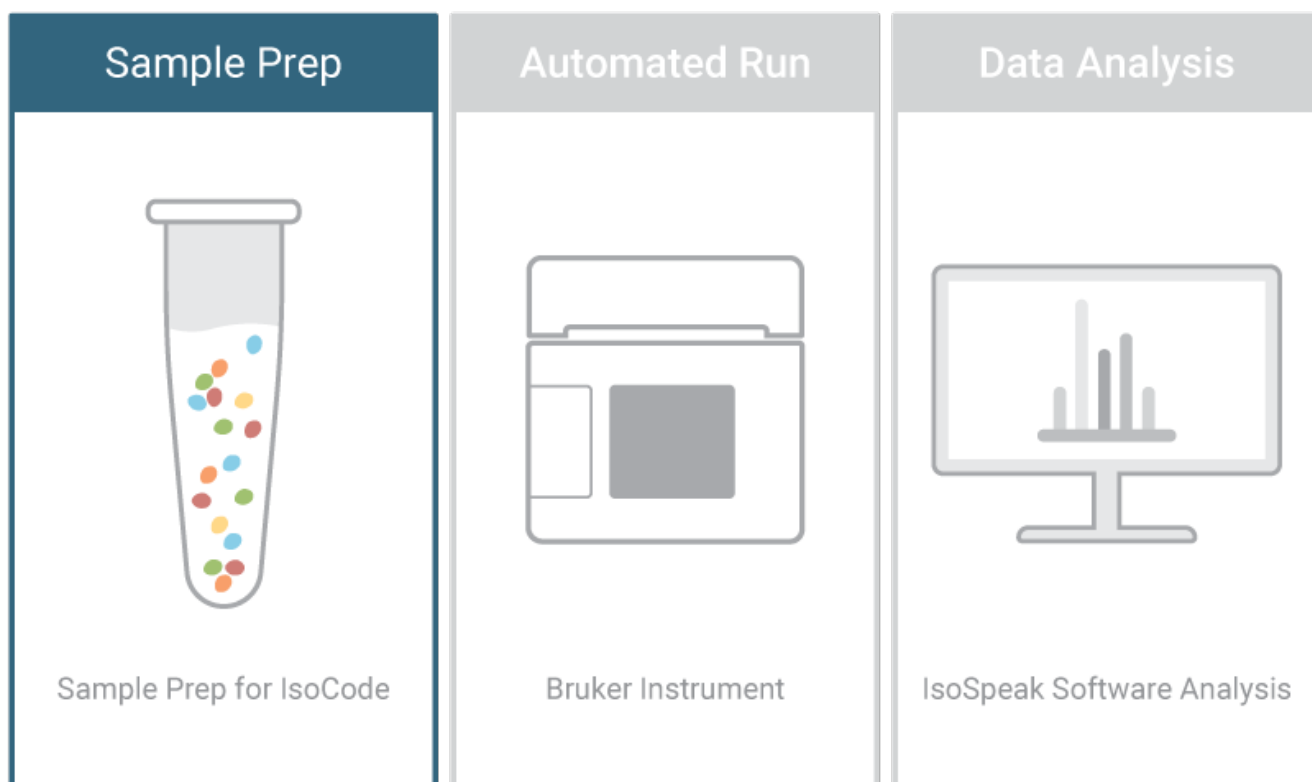 Sample Prep
Automated Run
Data Analysis
Sample Prep for IsoCode
Bruker Instrument
IsoSpeak Software Analysis